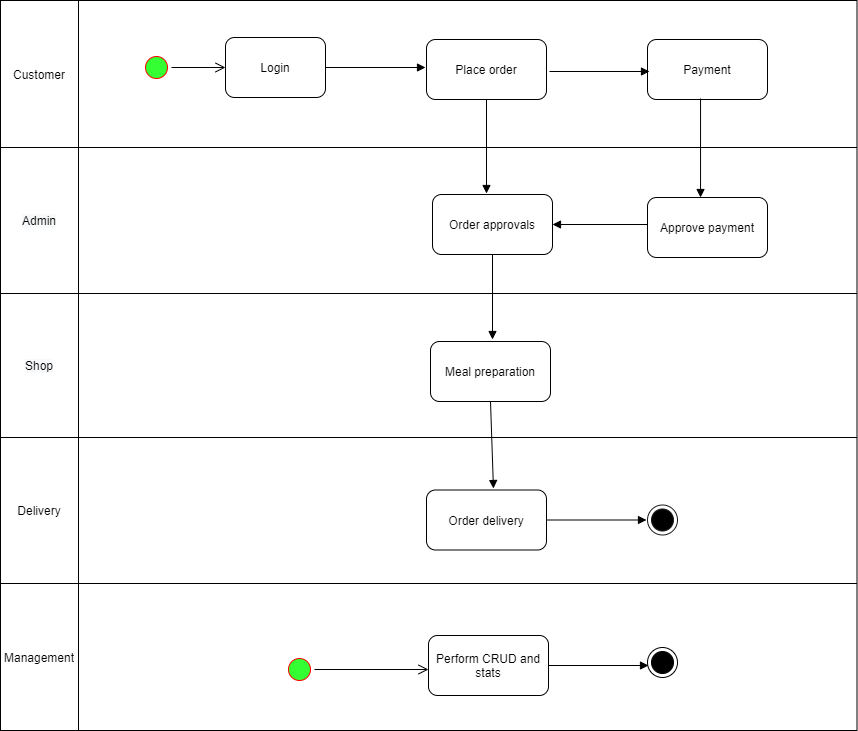 Customer
Login
Place order
Payment
Admin
Order approvals
Approve payment
Shop
Meal preparation
Delivery
Order delivery
Management
Perform CRUD and
stats